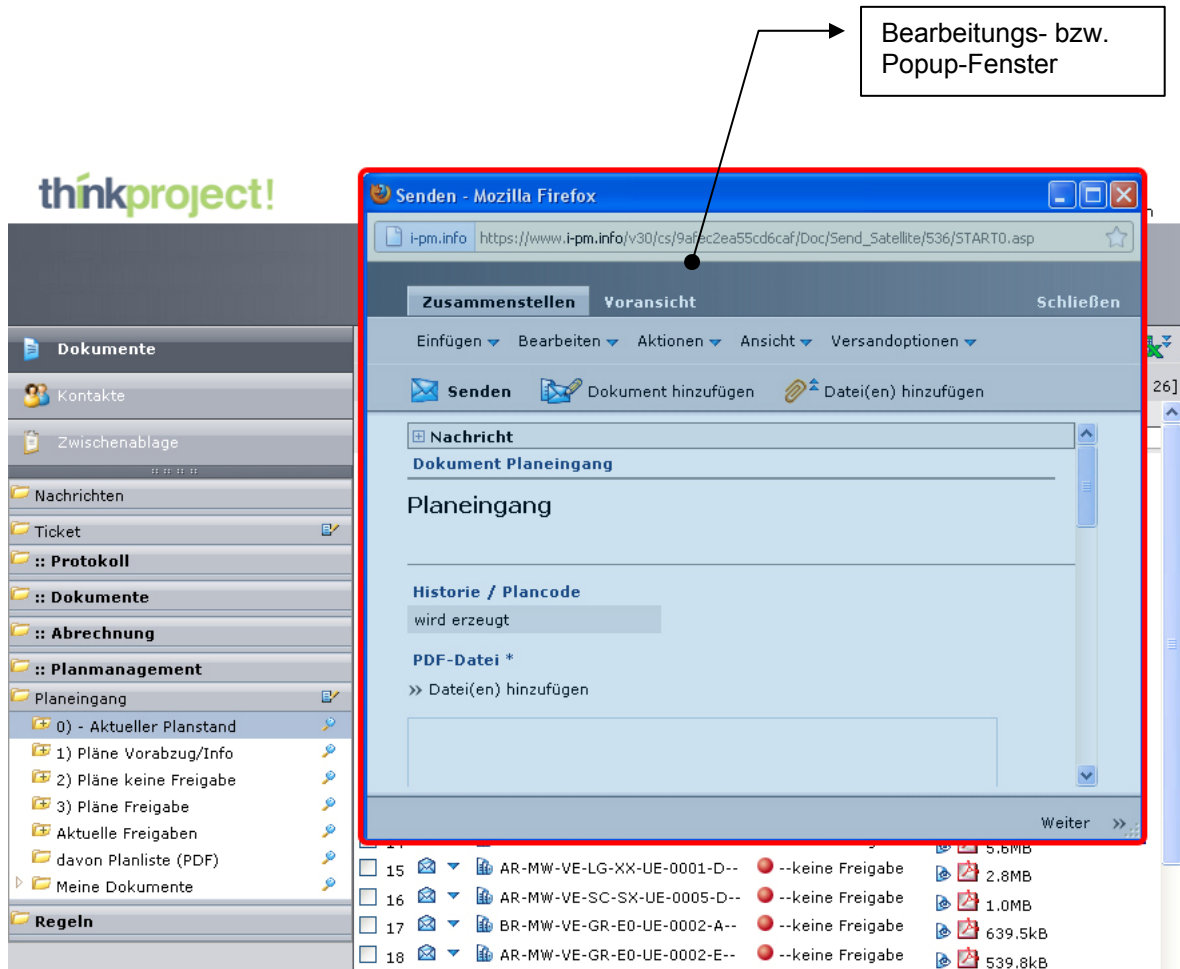 Bearbeitungs- bzw.
Popup-Fenster
thinkproject!
Senden - Mozilla Firefox
i-pm.info https://www.i-pm.info/v30/cs/9afec2ea55cd6caf/Doc/Send_Satellite/536/START0.asp
Zusammenstellen Voransicht Schließen
Einfügen Bearbeiten Aktionen Ansicht Versandoptionen
Senden Dokument hinzufügen Datei(en) hinzufügen
26]
Nachricht
Dokument Planeingang
Planeingang
Historie / Plancode
wird erzeugt
PDF-Datei *
» Datei(en) hinzufügen
Weiter »
Dokumente
Kontakte
Zwischenablage
Nachrichten
Ticket
:: Protokoll
:: Dokumente
:: Abrechnung
:: Planmanagement
Planeingang
0) - Aktueller Planstand
1) Pläne Vorabzug/Info
2) Pläne keine Freigabe
3) Pläne Freigabe
Aktuelle Freigaben
davon Planliste (PDF)
Meine Dokumente
Regeln
5.6MB
15 AR-MW-VE-LG-XX-UE-0001-D-- --keine Freigabe 2.8MB
16 AR-MW-VE-SC-SX-UE-0005-D-- --keine Freigabe 1.0MB
17 BR-MW-VE-GR-E0-UE-0002-A-- --keine Freigabe 639.5kB
18 AR-MW-VE-GR-E0-UE-0002-E-- --keine Freigabe 539.8kB